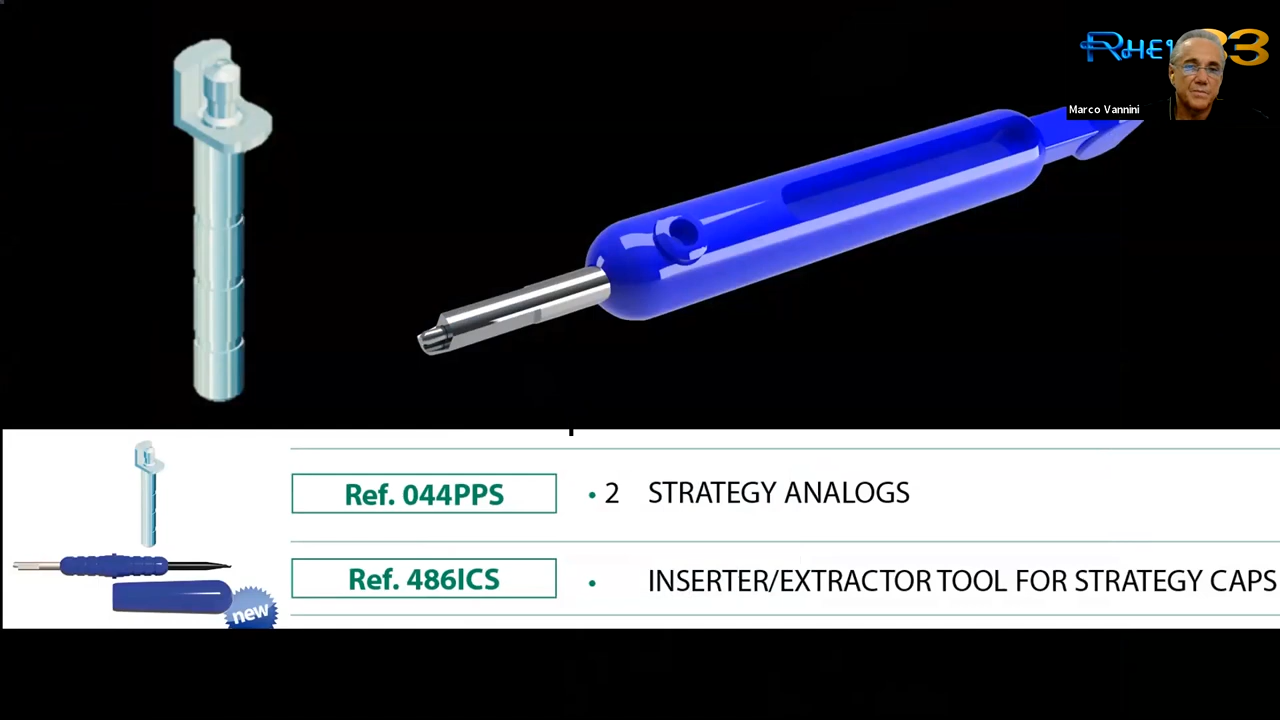 Marco Vannini
Ref. 044PPS
• 2 STRATEGY ANALOGS
Ref. 486ICS
• INSERTER/EXTRACTOR TOOL FOR STRATEGY CAPS
new